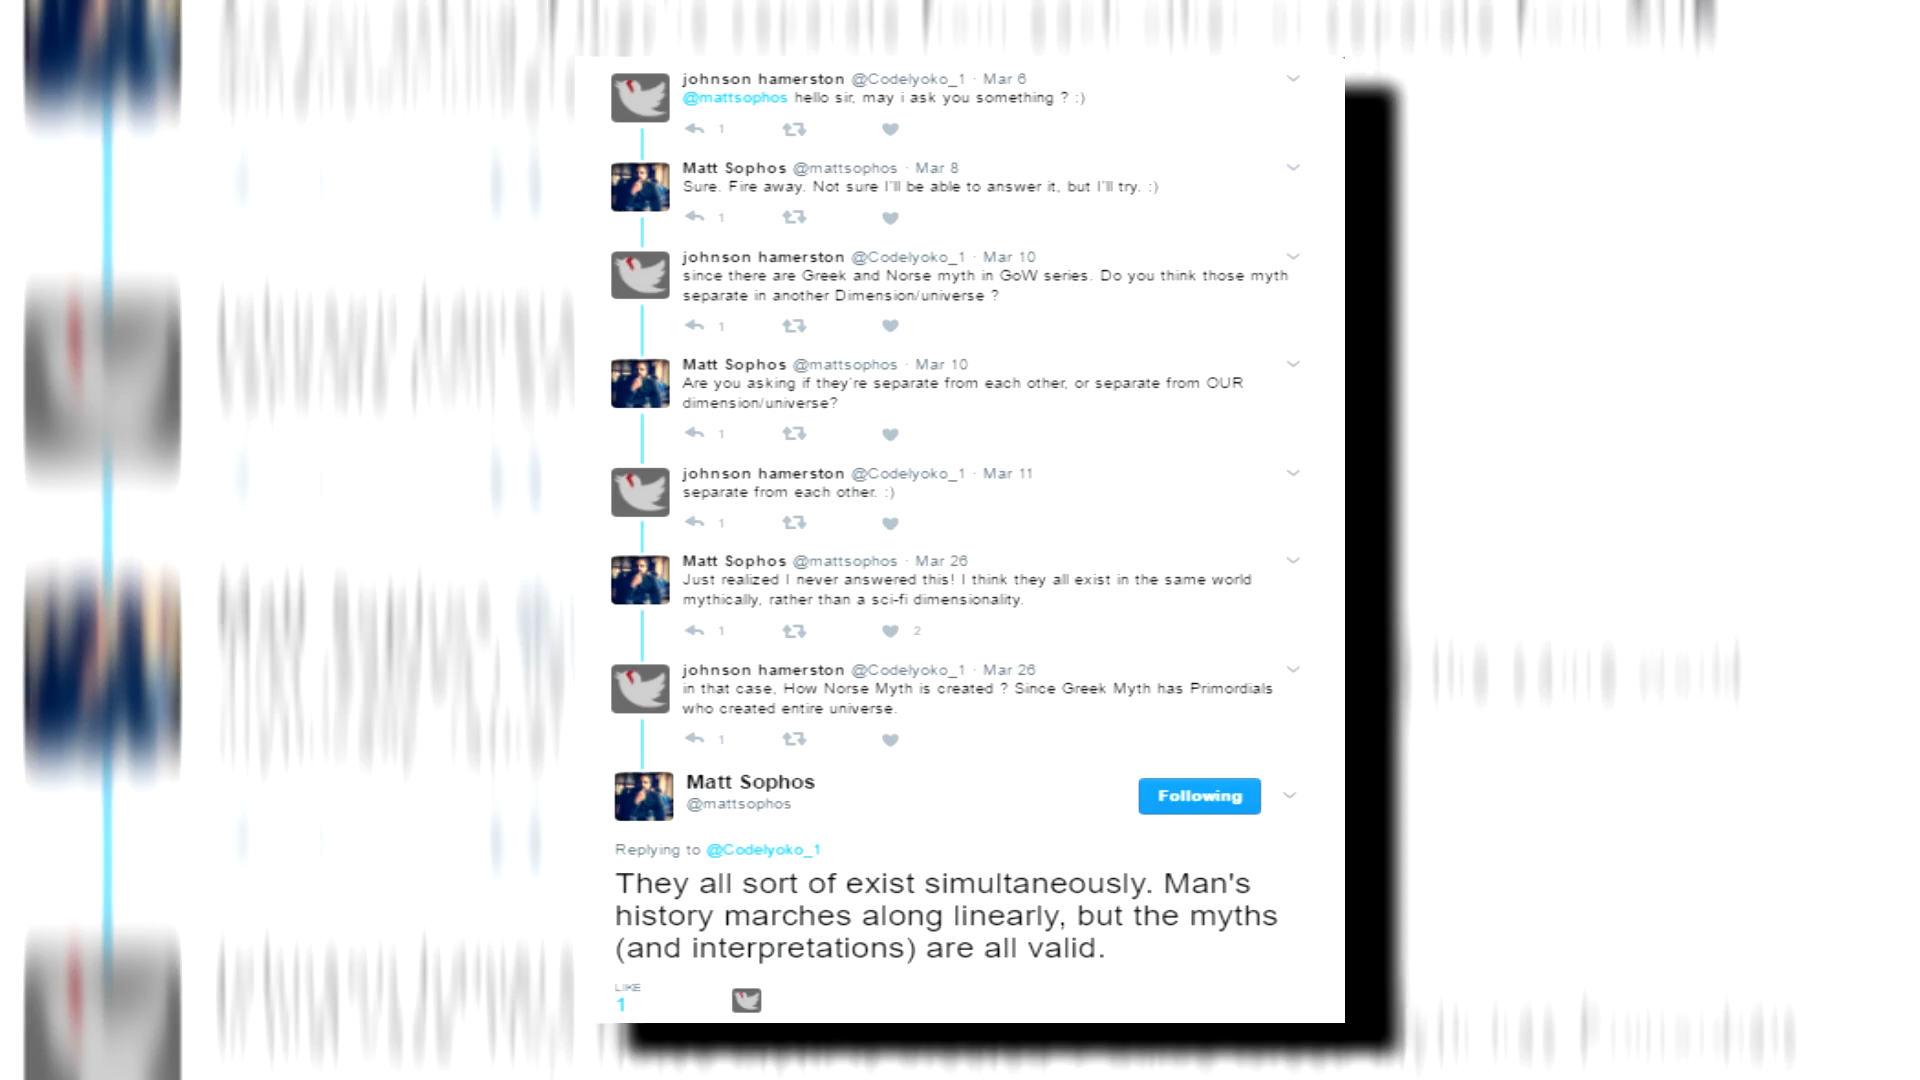 johnson hamerston @Codelyoko_1 · Mar 6
@mattsophos hello sir, may i ask you something ? :)
1
Matt Sophos @mattsophos · Mar 8
Sure. Fire away. Not sure I'll be able to answer it, but I'll try. :)
1
johnson hamerston @Codelyoko_1 · Mar 10
since there are Greek and Norse myth in GoW series. Do you think those myth
separate in another Dimension/universe ?
1
Matt Sophos @mattsophos · Mar 10
Are you asking if they're separate from each other, or separate from OUR
dimension/universe?
1
johnson hamerston @Codelyoko_1 · Mar 11
separate from each other. :)
1
Matt Sophos @mattsophos · Mar 26
Just realized I never answered this! I think they all exist in the same world
mythically, rather than a sci-fi dimensionality.
1 2
johnson hamerston @Codelyoko_1 · Mar 26
in that case, How Norse Myth is created ? Since Greek Myth has Primordials
who created entire universe.
1
Matt Sophos
@mattsophos
Following
Replying to @Codelyoko_1
They all sort of exist simultaneously. Man's
history marches along linearly, but the myths
(and interpretations) are all valid.
LIKE
1